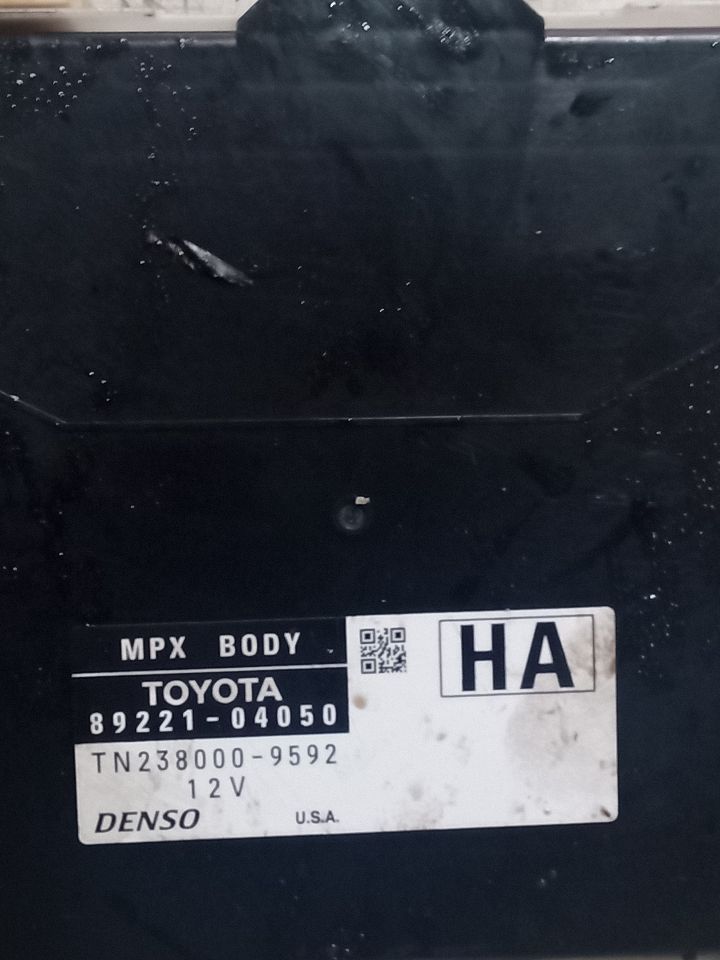 MPX BODY
HA
TOYOTA
89221-04050
TN238000-9592
12V
DENSO
U.S.A.